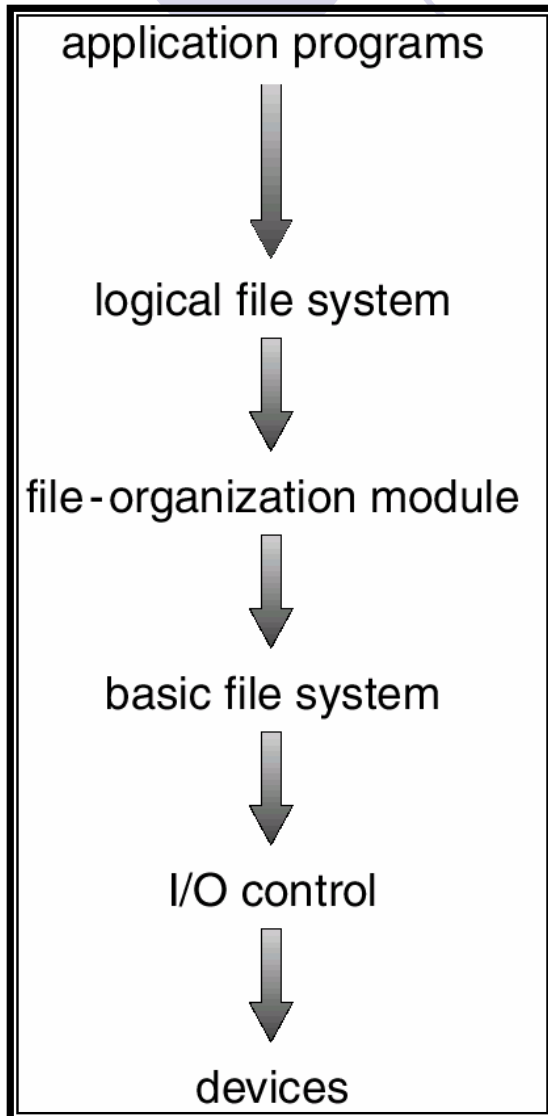 application programs
logical file system
file-organization module
basic file system
I/O control
devices